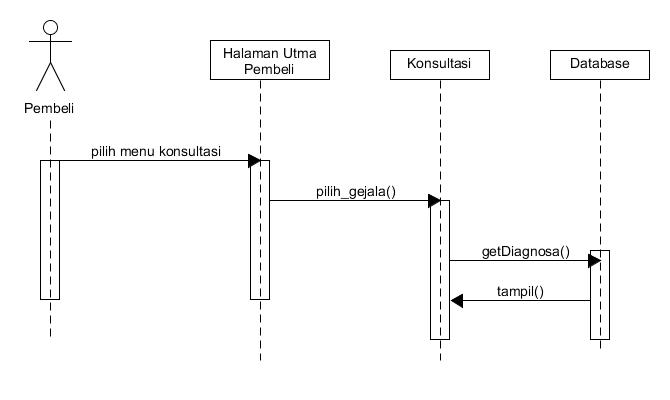 Halaman Utma
Pembeli
Konsultasi
Database
Pembeli
pilih menu konsultasi
pilih_gejala()
getDiagnosa()
tampil()